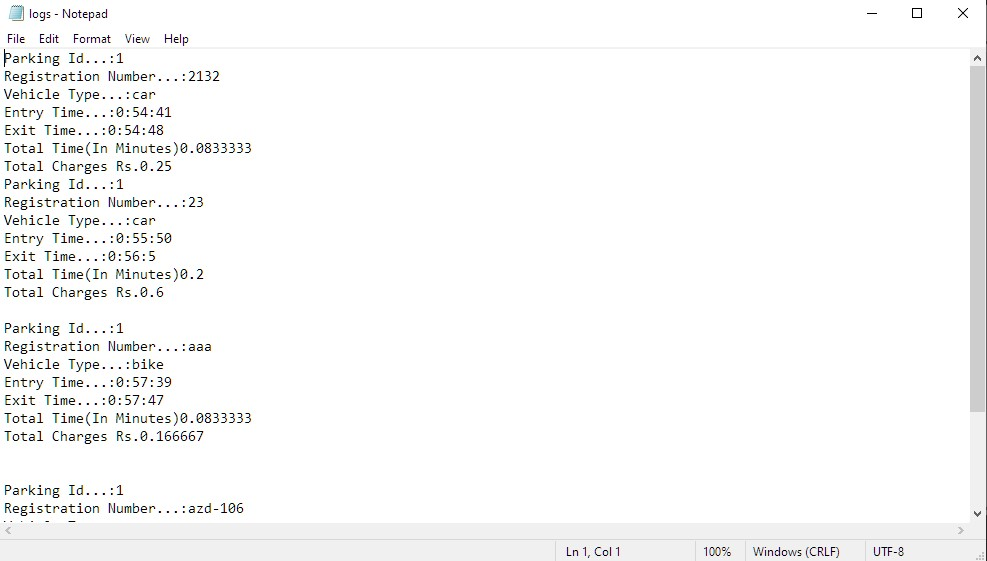 logs - Notepad
File Edit Format View Help
Parking Id...:1
Registration Number...:2132
Vehicle Type...:car
Entry Time...:0:54:41
Exit Time...:0:54:48
Total Time(In Minutes)0.0833333
Total Charges Rs.0.25
Parking Id...:1
Registration Number...:23
Vehicle Type...:car
Entry Time...:0:55:50
Exit Time...:0:56:5
Total Time(In Minutes)0.2
Total Charges Rs.0.6
Parking Id...:1
Registration Number...:aaa
Vehicle Type...:bike
Entry Time...:0:57:39
Exit Time...:0:57:47
Total Time(In Minutes)0.0833333
Total Charges Rs.0.166667
Parking Id...:1
Registration Number...:azd-106
Ln 1, Col 1 100% Windows (CRLF) UTF-8